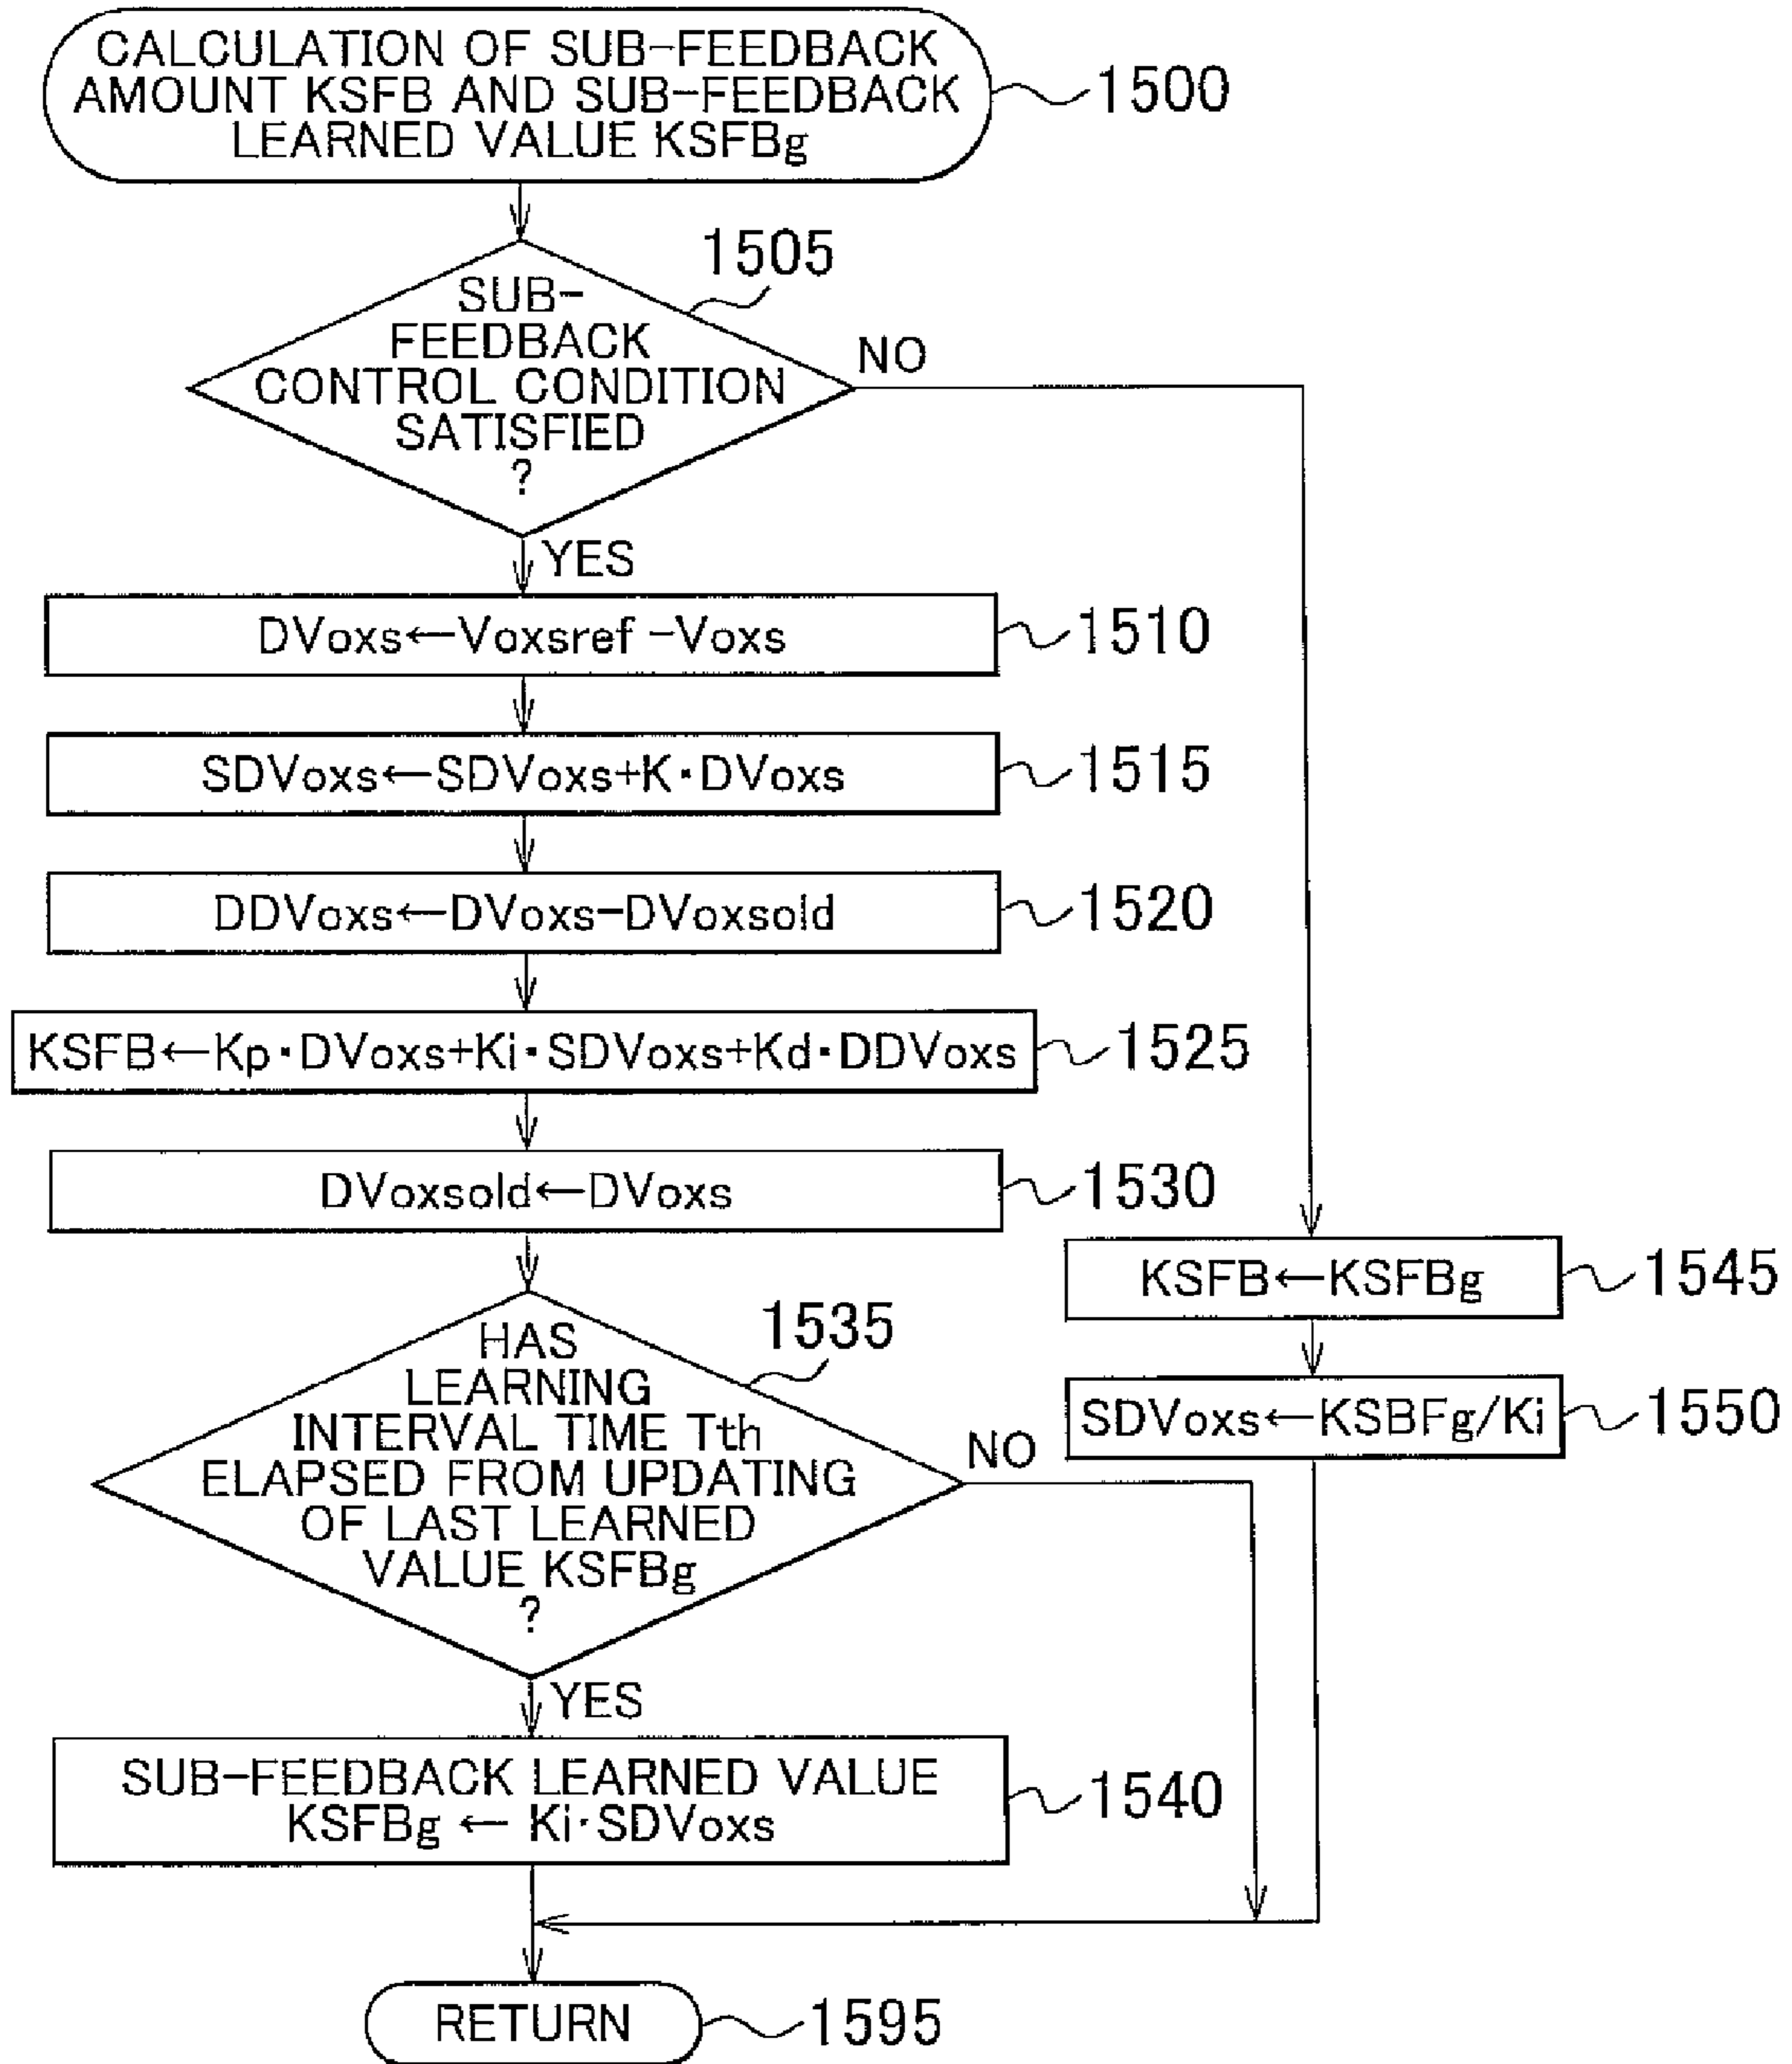 CALCULATION OF SUB-FEEDBACK
AMOUNT KSFB AND SUB-FEEDBACK
LEARNED VALUE KSFBg
1500
1505
SUB-
FEEDBACK
CONTROL CONDITION
SATISFIED
?
NO
YES
DVoxs←Voxsref-Voxs
1510
SDVoxs←SDVoxs+K·DVoxs
1515
DDVoxs←DVoxs-DVoxsold
1520
KSFB←Kp·DVoxs+Ki·SDVoxs+Kd·DDVoxs
1525
DVoxsold←DVoxs
1530
KSFB←KSFBg
1545
SDVoxs←KSBFg/Ki
1550
1535
HAS
LEARNING
INTERVAL TIME Tth
ELAPSED FROM UPDATING
OF LAST LEARNED
VALUE KSFBg
?
NO
YES
SUB-FEEDBACK LEARNED VALUE
KSFBg ← Ki·SDVoxs
1540
RETURN
1595